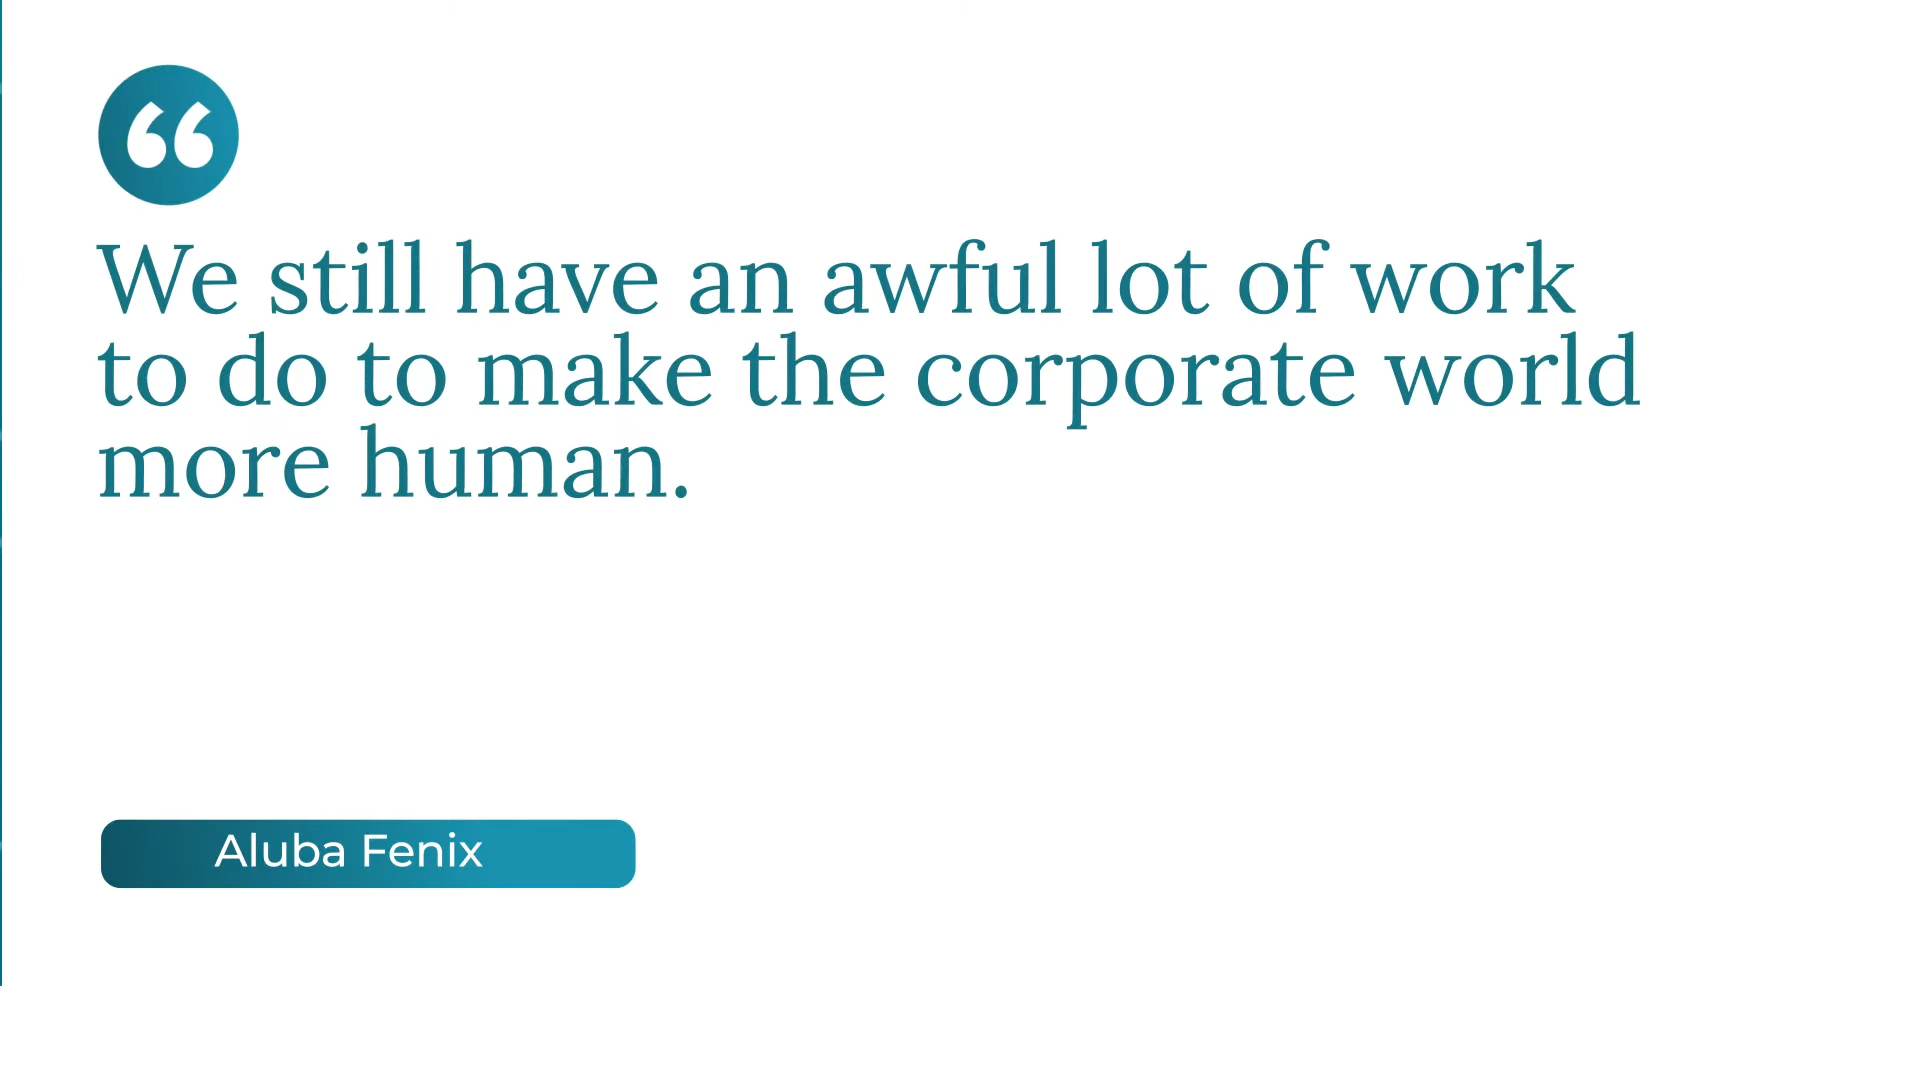 “
We still have an awful lot of work
to do to make the corporate world
more human.
Aluba Fenix